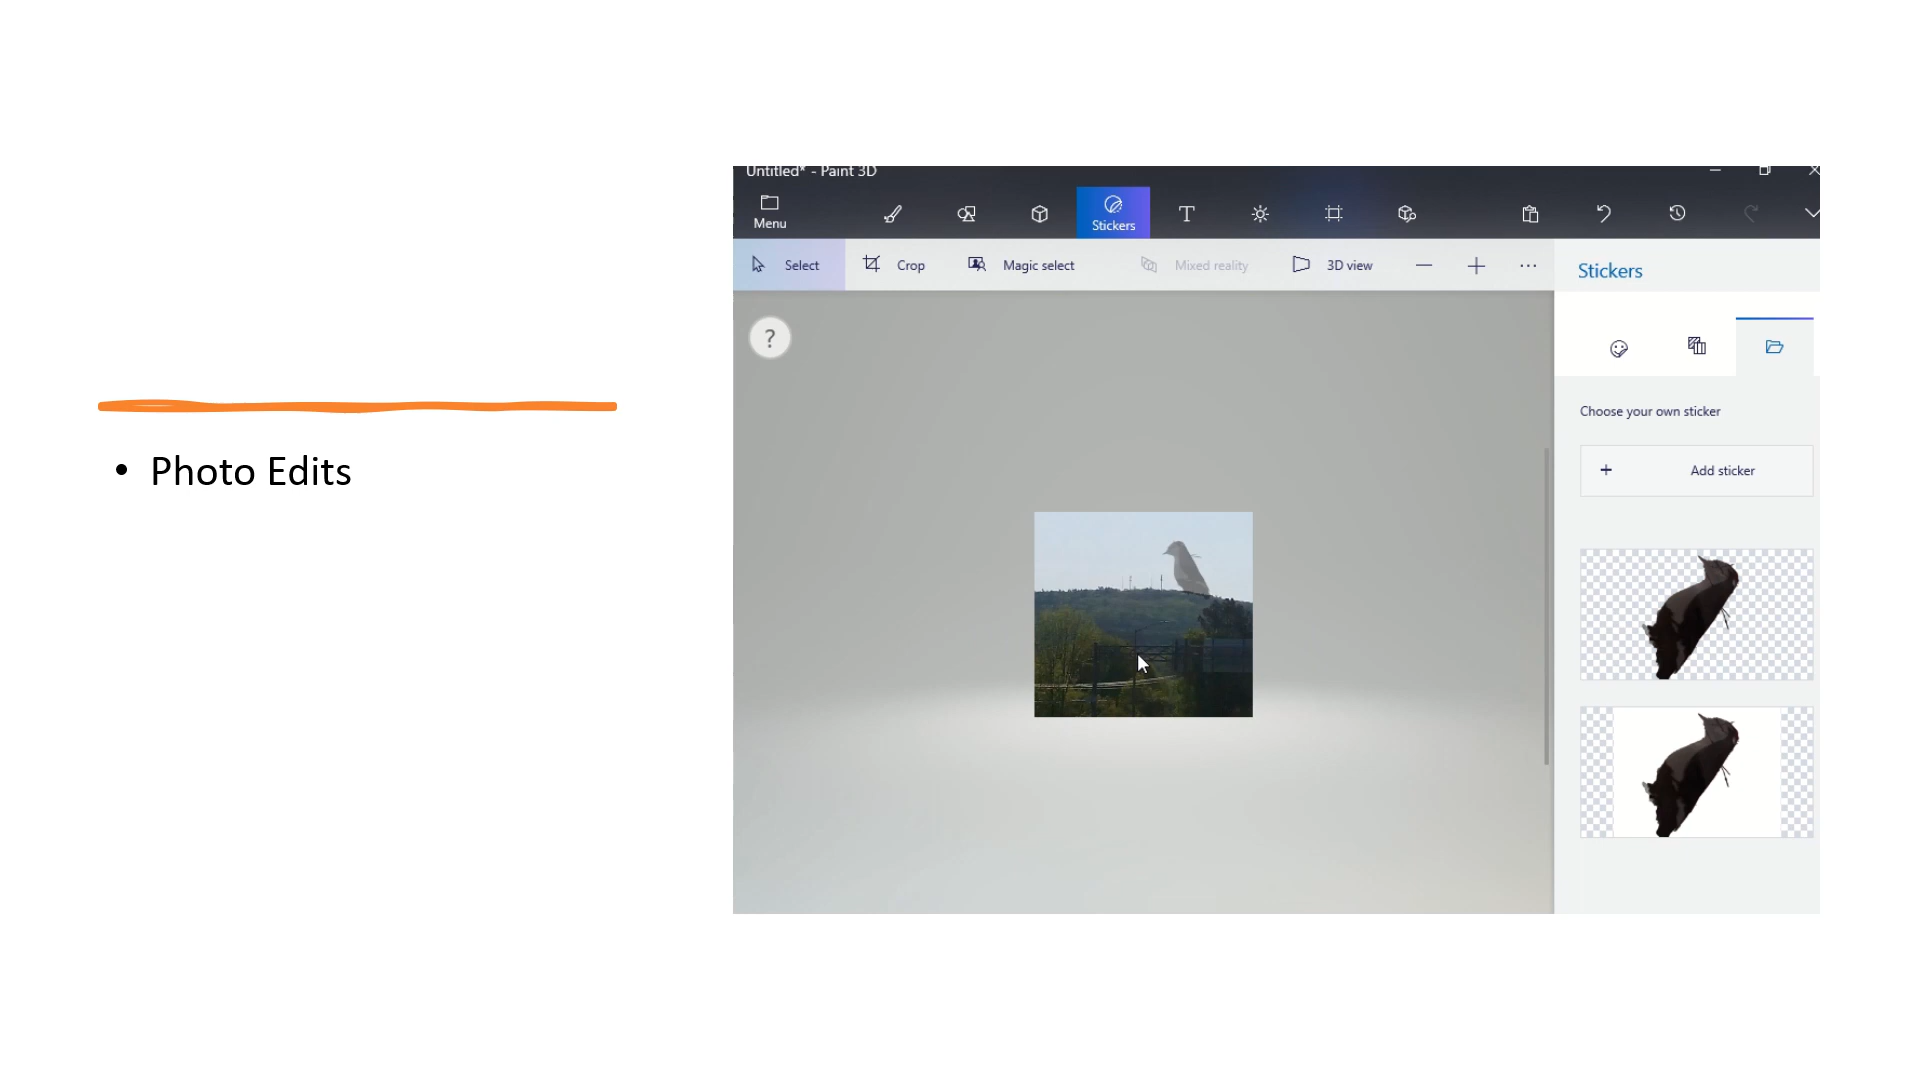 • Photo Edits
Untitled* - Paint 3D
Menu
Stickers
Select
Crop
Magic select
Mixed reality
3D view
Stickers
?
Choose your own sticker
+ Add sticker